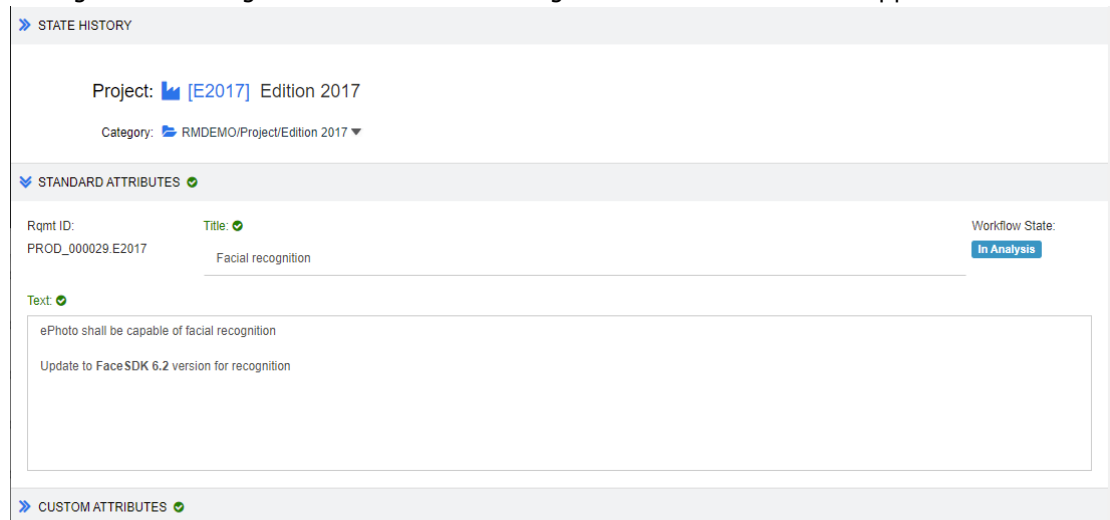 STATE HISTORY
Project: [E2017] Edition 2017
Category: RMDEMO/Project/Edition 2017
STANDARD ATTRIBUTES
Rqmt ID: Title: Workflow State:
PROD_000029.E2017 Facial recognition In Analysis
Text:
ePhoto shall be capable of facial recognition
Update to FaceSDK 6.2 version for recognition
CUSTOM ATTRIBUTES